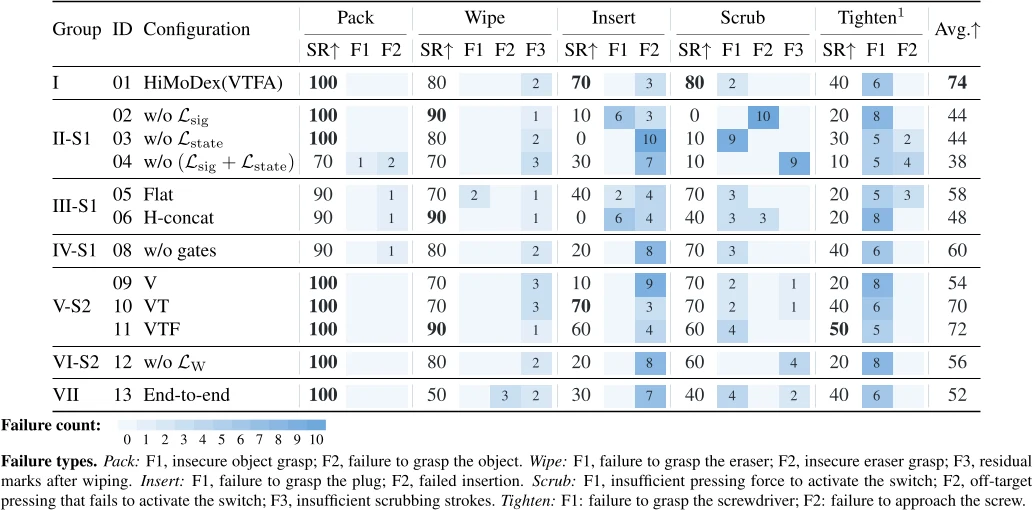 Group ID Configuration Pack Wipe Insert Scrub Tighten¹ Avg.↑
SR↑ F1 F2 SR↑ F1 F2 F3 SR↑ F1 F2 SR↑ F1 F2 F3 SR↑ F1 F2
I 01 HiMoDex(VTFA) 100 80 2 70 3 80 2 40 6 74
II-S1 02 w/o ℒsig 100 90 1 10 6 3 0 10 20 8 44
03 w/o ℒstate 100 80 2 0 10 10 9 30 5 2 44
04 w/o (ℒsig + ℒstate) 70 1 2 70 3 30 7 10 9 10 5 4 38
III-S1 05 Flat 90 1 70 2 1 40 2 4 70 3 20 5 3 58
06 H-concat 90 1 90 1 0 6 4 40 3 3 20 8 48
IV-S1 08 w/o gates 90 1 80 2 20 8 70 3 40 6 60
V-S2 09 V 100 70 3 10 9 70 2 1 20 8 54
10 VT 100 70 3 70 3 70 2 1 40 6 70
11 VTF 100 90 1 60 4 60 4 50 5 72
VI-S2 12 w/o ℒW 100 80 2 20 8 60 4 20 8 56
VII 13 End-to-end 100 50 3 2 30 7 40 4 2 40 6 52
Failure count:
0 1 2 3 4 5 6 7 8 9 10
Failure types. Pack: F1, insecure object grasp; F2, failure to grasp the object. Wipe: F1, failure to grasp the eraser; F2, insecure eraser grasp; F3, residual
marks after wiping. Insert: F1, failure to grasp the plug; F2, failed insertion. Scrub: F1, insufficient pressing force to activate the switch; F2, off-target
pressing that fails to activate the switch; F3, insufficient scrubbing strokes. Tighten: F1: failure to grasp the screwdriver; F2: failure to approach the screw.